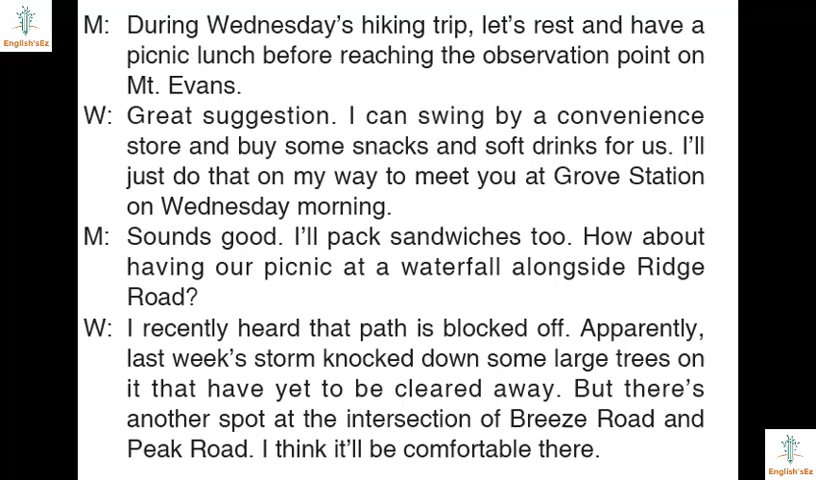 English'sEz
M: During Wednesday's hiking trip, let's rest and have a
picnic lunch before reaching the observation point on
Mt. Evans.
W: Great suggestion. I can swing by a convenience
store and buy some snacks and soft drinks for us. I'll
just do that on my way to meet you at Grove Station
on Wednesday morning.
M: Sounds good. I'll pack sandwiches too. How about
having our picnic at a waterfall alongside Ridge
Road?
W: I recently heard that path is blocked off. Apparently,
last week's storm knocked down some large trees on
it that have yet to be cleared away. But there's
another spot at the intersection of Breeze Road and
Peak Road. I think it'll be comfortable there.
English'sEz